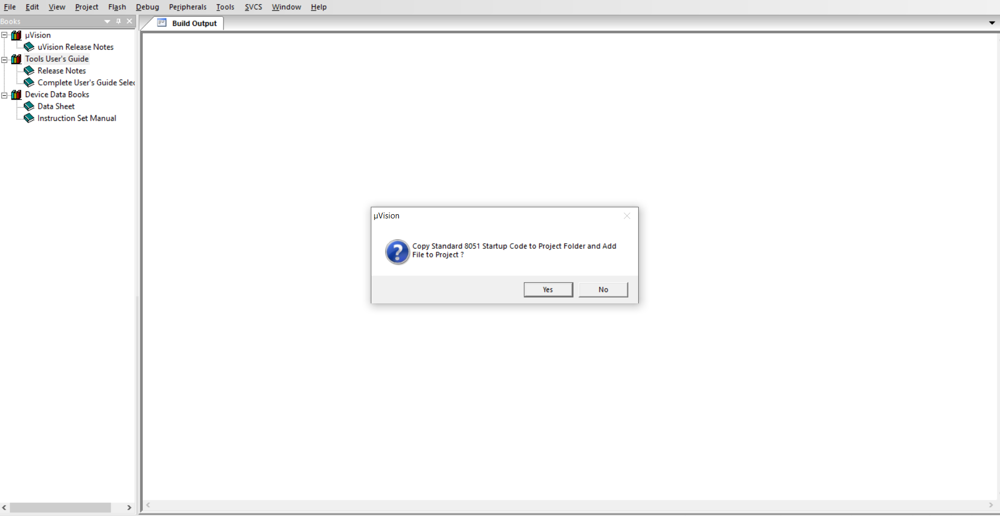 File Edit View Project Flash Debug Peripherals Tools SVCS Window Help
Books
Build Output
µVision
uVision Release Notes
Tools User's Guide
Release Notes
Complete User's Guide Selec
Device Data Books
Data Sheet
Instruction Set Manual
µVision
Copy Standard 8051 Startup Code to Project Folder and Add
File to Project ?
Yes No